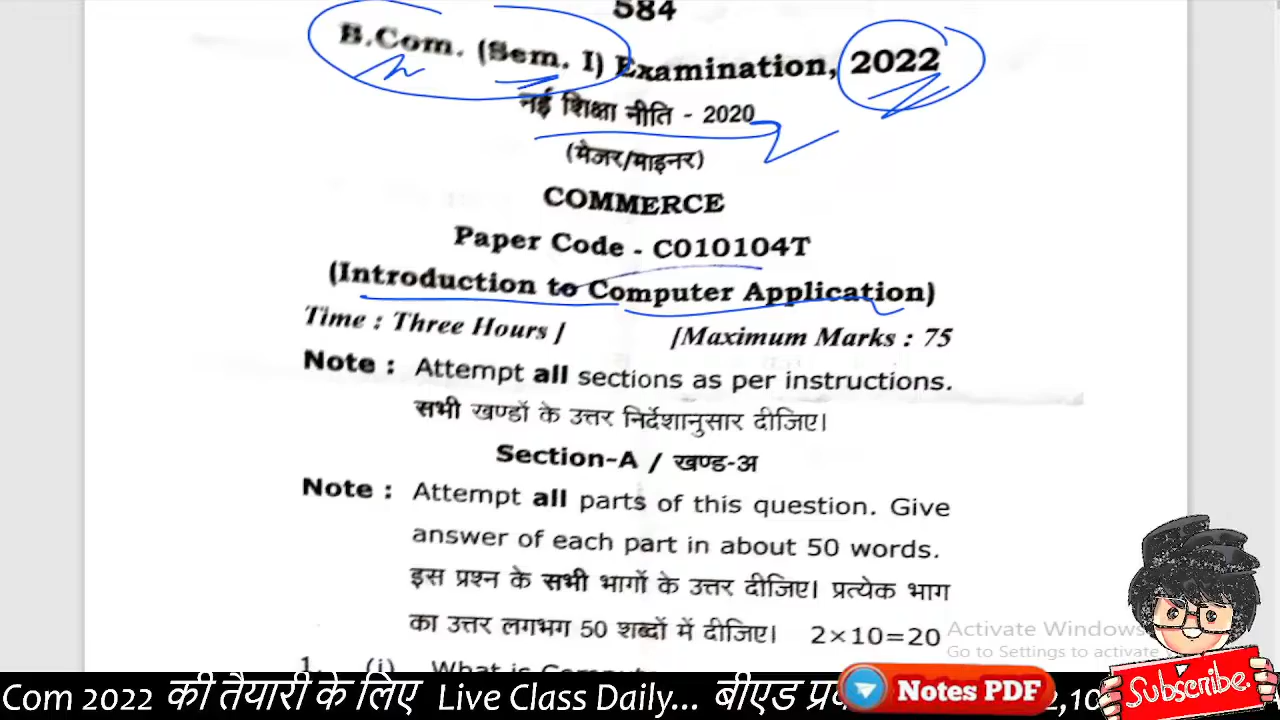 584
B.Com. (Sem. I) Examination, 2022
नई शिक्षा नीति - 2020
(मेजर/माइनर)
COMMERCE
Paper Code - C010104T
(Introduction to Computer Application)
Time : Three Hours ]	[Maximum Marks : 75
Note : Attempt all sections as per instructions.
सभी खण्डों के उत्तर निर्देशानुसार दीजिए।
Section-A / खण्ड-अ
Note : Attempt all parts of this question. Give
answer of each part in about 50 words.
इस प्रश्न के सभी भागों के उत्तर दीजिए। प्रत्येक भाग
का उत्तर लगभग 50 शब्दों में दीजिए। 2×10=20
Activate Windows
Go to Settings to activate
1. (i) What is
Com 2022 की तैयारी के लिए Live Class Daily... बीएड
Notes PDF
Subscribe.